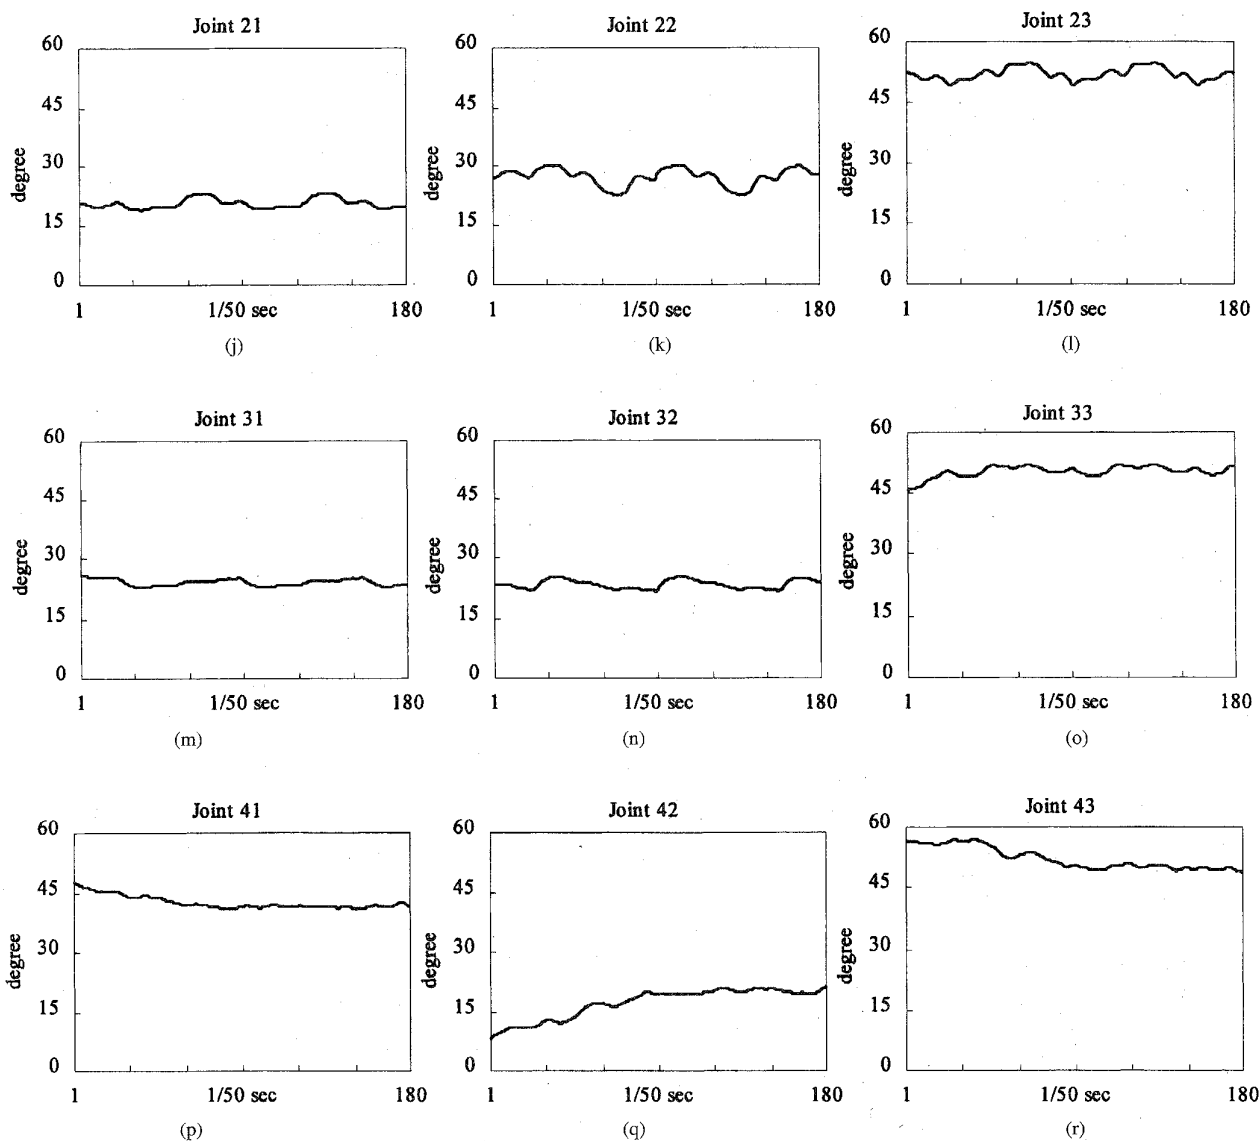 Joint 21
60
45
30
15
0
degree
1 1/50 sec 180
(j)
Joint 22
60
45
30
15
0
degree
1 1/50 sec 180
(k)
Joint 23
60
45
30
15
0
degree
1 1/50 sec 180
(l)
Joint 31
60
45
30
15
0
degree
1 1/50 sec 180
(m)
Joint 32
60
45
30
15
0
degree
1 1/50 sec 180
(n)
Joint 33
60
45
30
15
0
degree
1 1/50 sec 180
(o)
Joint 41
60
45
30
15
0
degree
1 1/50 sec 180
(p)
Joint 42
60
45
30
15
0
degree
1 1/50 sec 180
(q)
Joint 43
60
45
30
15
0
degree
1 1/50 sec 180
(r)